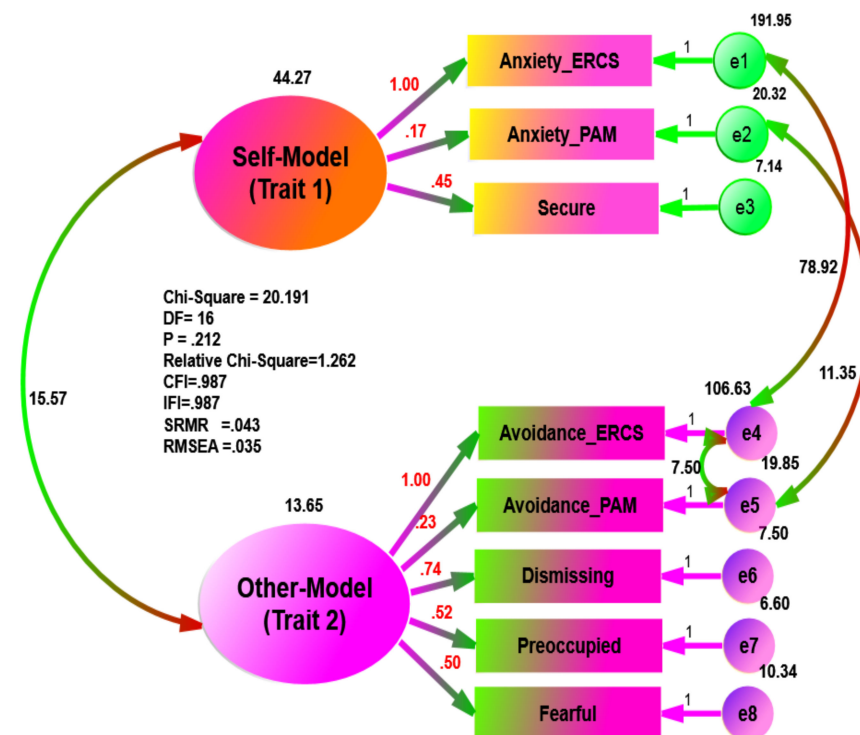 191.95
44.27
1.00
Anxiety_ERCS
1
e1
20.32
.17
Anxiety_PAM
1
e2
7.14
Self-Model
(Trait 1)
.45
Secure
1
e3
78.92
Chi-Square = 20.191
DF= 16
P = .212
Relative Chi-Square=1.262
CFI=.987
IFI=.987
SRMR =.043
RMSEA =.035
15.57
11.35
106.63
1.00
Avoidance_ERCS
1
e4
7.50
19.85
13.65
.23
Avoidance_PAM
1
e5
7.50
.74
Dismissing
1
e6
6.60
Other-Model
(Trait 2)
.52
Preoccupied
1
e7
10.34
.50
Fearful
1
e8